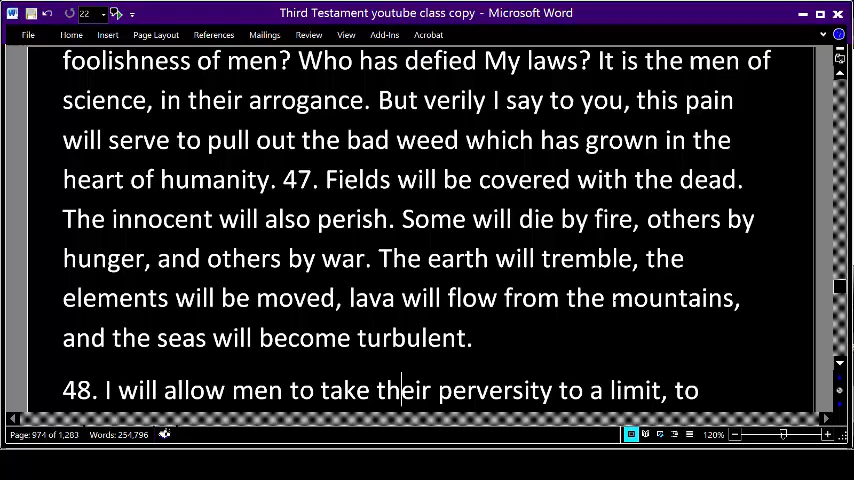 22
Third Testament youtube class copy - Microsoft Word
File Home Insert Page Layout References Mailings Review View Add-Ins Acrobat
foolishness of men? Who has defied My laws? It is the men of
science, in their arrogance. But verily I say to you, this pain
will serve to pull out the bad weed which has grown in the
heart of humanity. 47. Fields will be covered with the dead.
The innocent will also perish. Some will die by fire, others by
hunger, and others by war. The earth will tremble, the
elements will be moved, lava will flow from the mountains,
and the seas will become turbulent.
48. I will allow men to take their perversity to a limit, to
Page: 974 of 1,283 Words: 254,796 120%